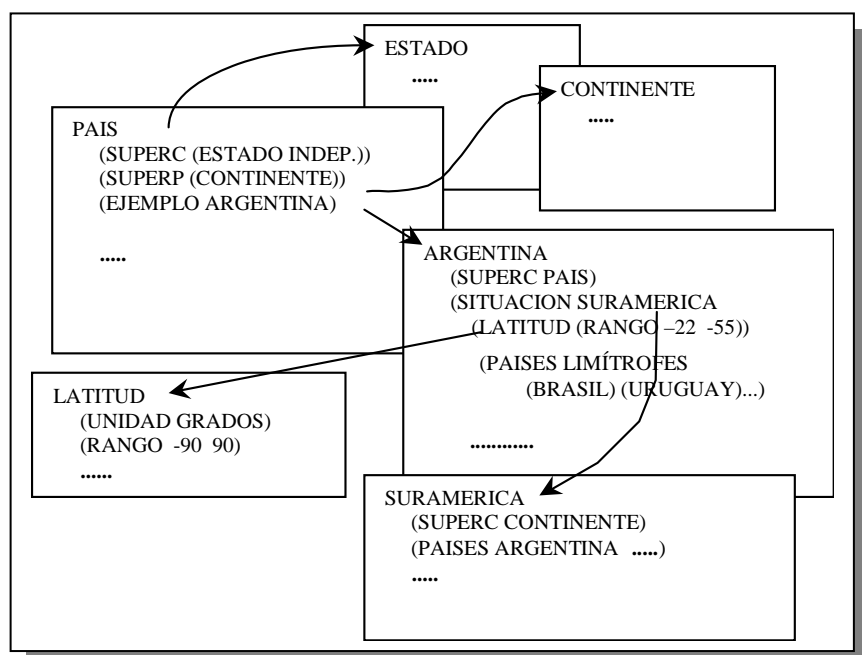 ESTADO
.....
CONTINENTE
.....
PAIS
(SUPERC (ESTADO INDEP.))
(SUPERP (CONTINENTE))
(EJEMPLO ARGENTINA)
.....
ARGENTINA
(SUPERC PAIS)
(SITUACION SURAMERICA
(LATITUD (RANGO –22 -55))
(PAISES LIMÍTROFES
(BRASIL) (URUGUAY)...)
............
LATITUD
(UNIDAD GRADOS)
(RANGO -90 90)
......
SURAMERICA
(SUPERC CONTINENTE)
(PAISES ARGENTINA .....)
.....